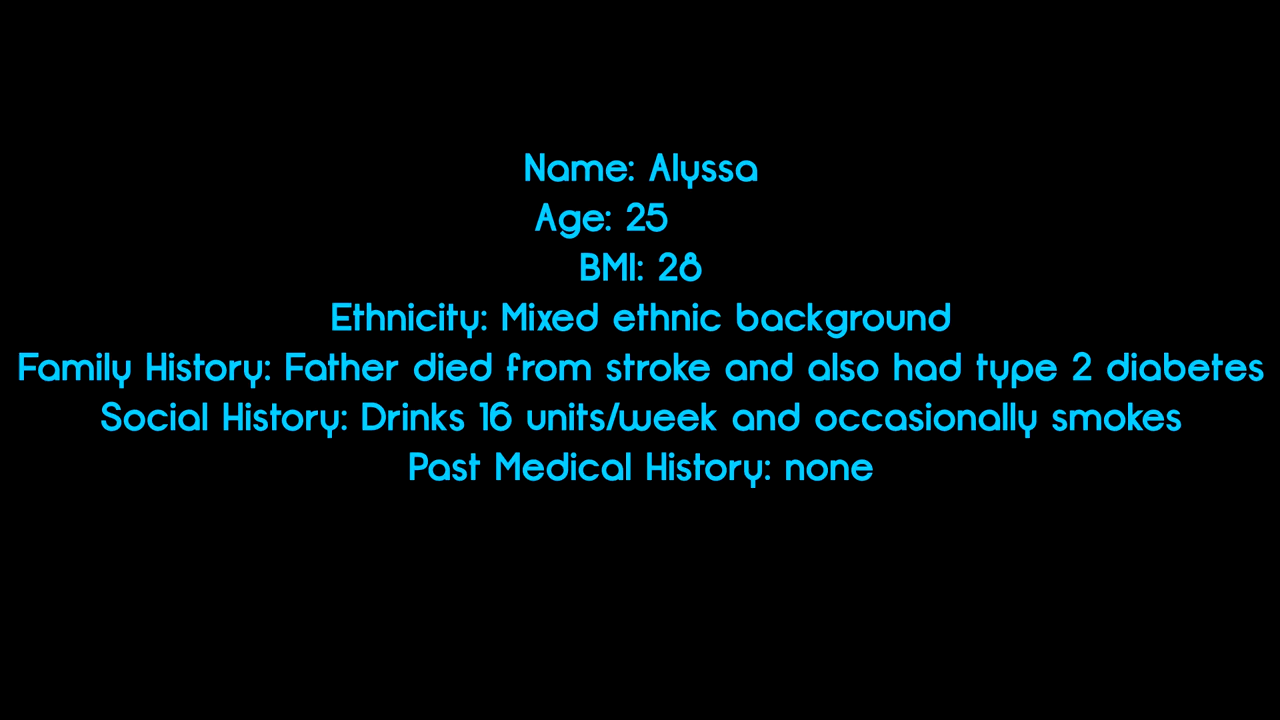 Name: Alyssa
Age: 25
BMI: 28
Ethnicity: Mixed ethnic background
Family History: Father died from stroke and also had type 2 diabetes
Social History: Drinks 16 units/week and occasionally smokes
Past Medical History: none